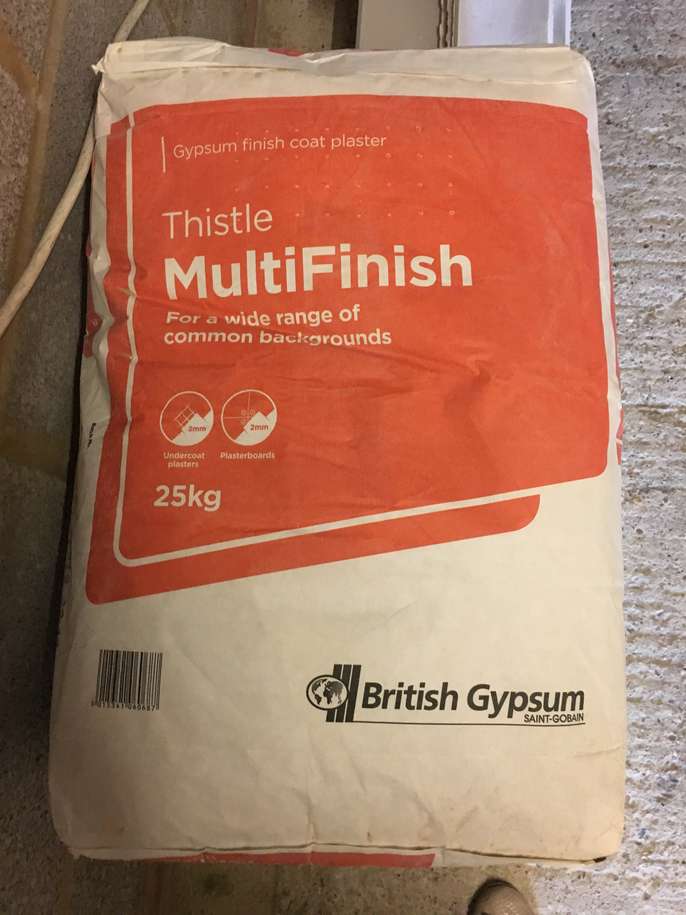 Gypsum finish coat plaster
Thistle
MultiFinish
For a wide range of
common backgrounds
2mm
2mm
Undercoat
plasters
Plasterboards
25kg
British Gypsum
SAINT-GOBAIN